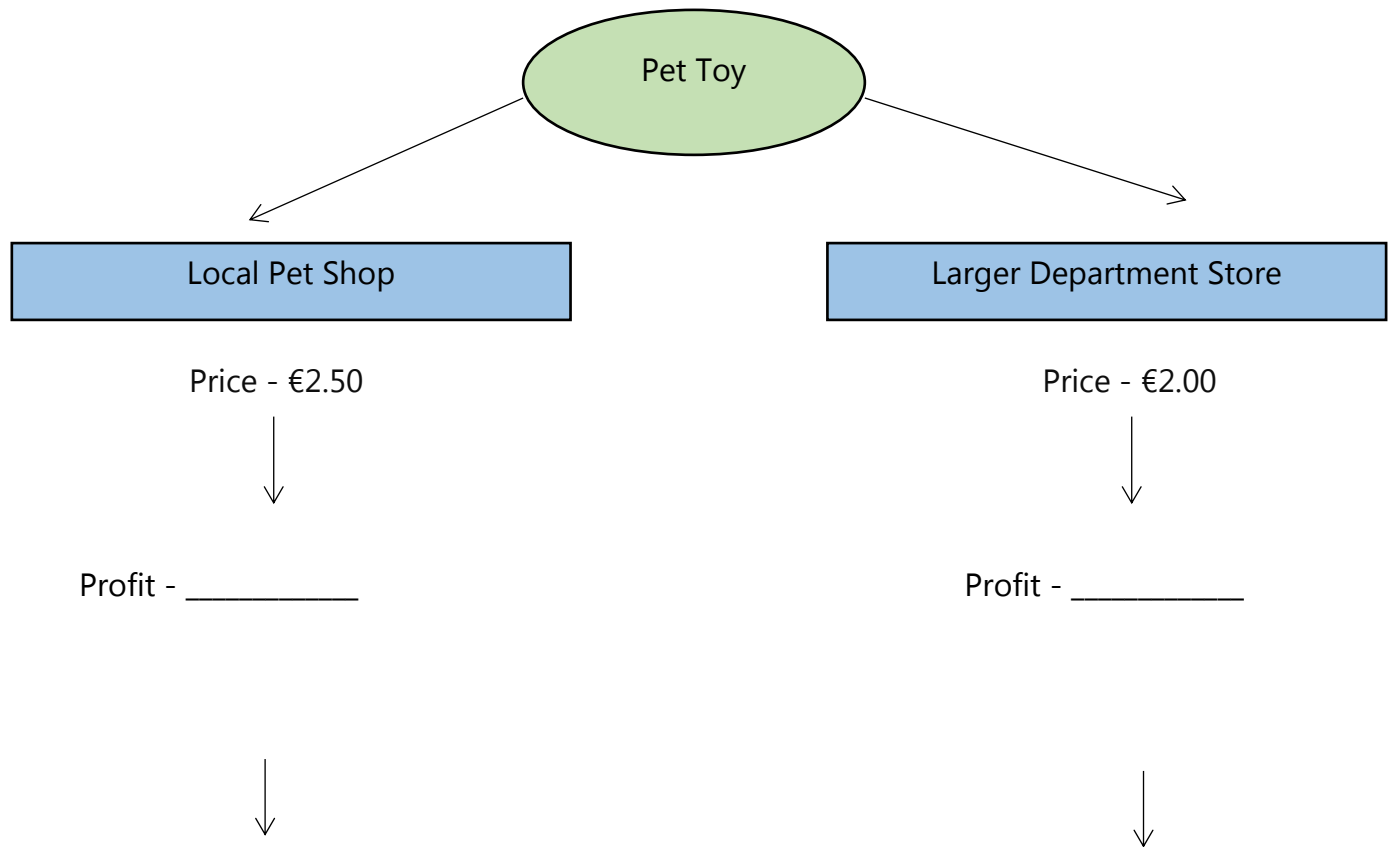 Pet Toy
Local Pet Shop
Larger Department Store
Price - €2.50
Price - €2.00
Profit - ___________
Profit - ___________